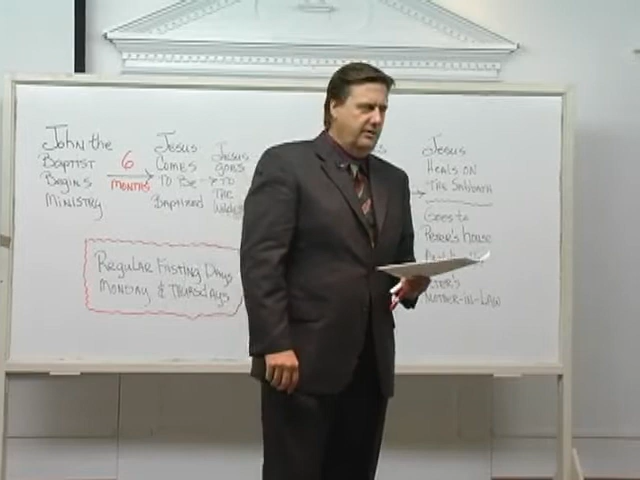 John the
Baptist
Begins
Ministry
6
Months
Jesus
Comes
To Be
Baptized
Jesus
Goes
To
The
Jesus
Heals on
The Sabbath
Goes to
Peter's house
Mother-in-law
Regular Fasting Days
Monday & Thursdays